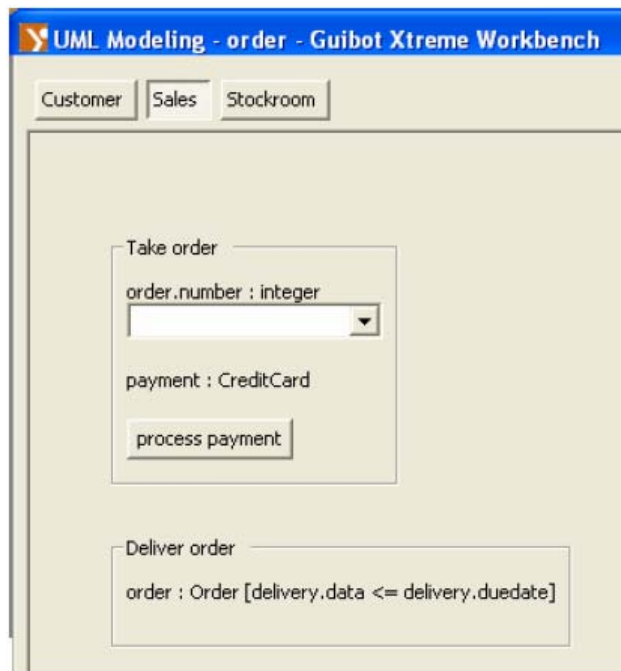 UML Modeling - order - Guibot Xtreme Workbench
Customer Sales Stockroom
Take order
order.number : integer
payment : CreditCard
process payment
Deliver order
order : Order [delivery.data <= delivery.duedate]